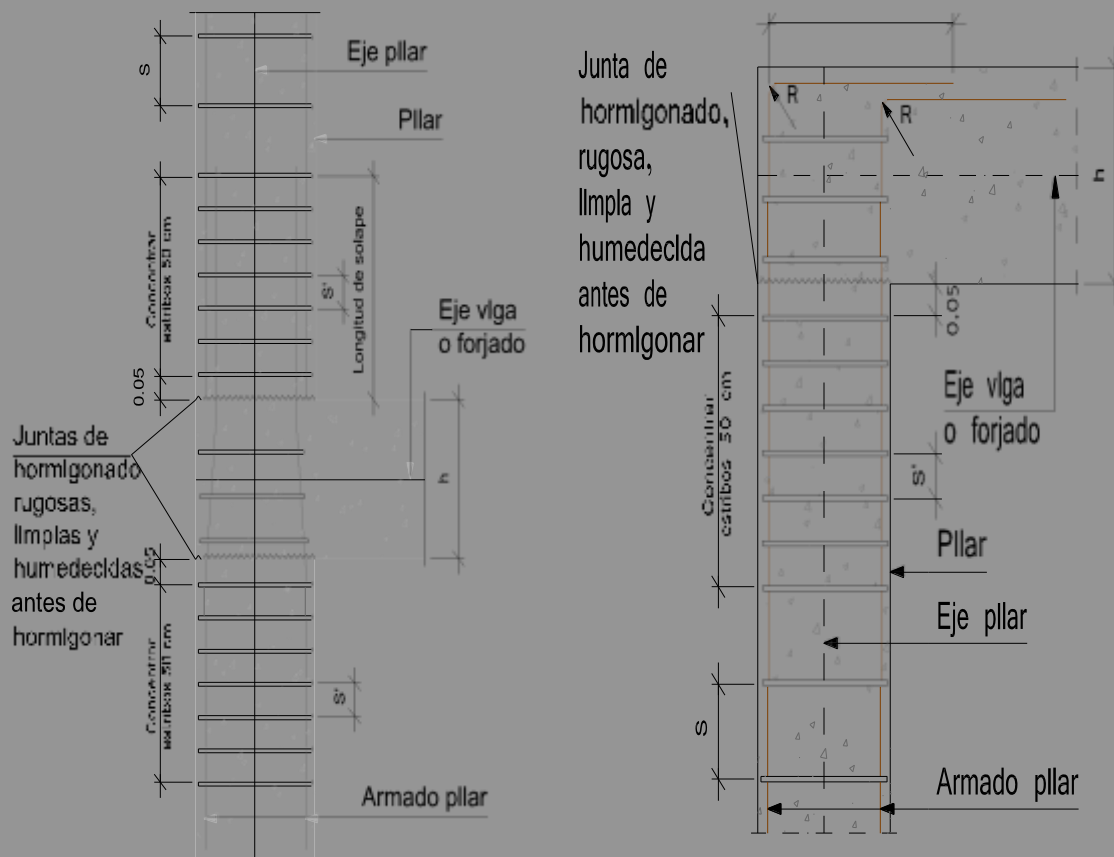 Eje pilar
S
Pilar
Concentrar
estribos 50 cm
S'
Longitud de solape
Eje viga
o forjado
0.05
Juntas de
hormigonado
rugosas,
limpias y
humedecidas
antes de
hormigonar
h
0.05
Concentrar
estribos 50 cm
S'
Armado pilar
Junta de
hormigonado,
rugosa,
limpia y
humedecida
antes de
hormigonar
R
R
h
0.05
Concentrar
estribos 50 cm
Eje viga
o forjado
S'
Pilar
Eje pilar
S
Armado pilar